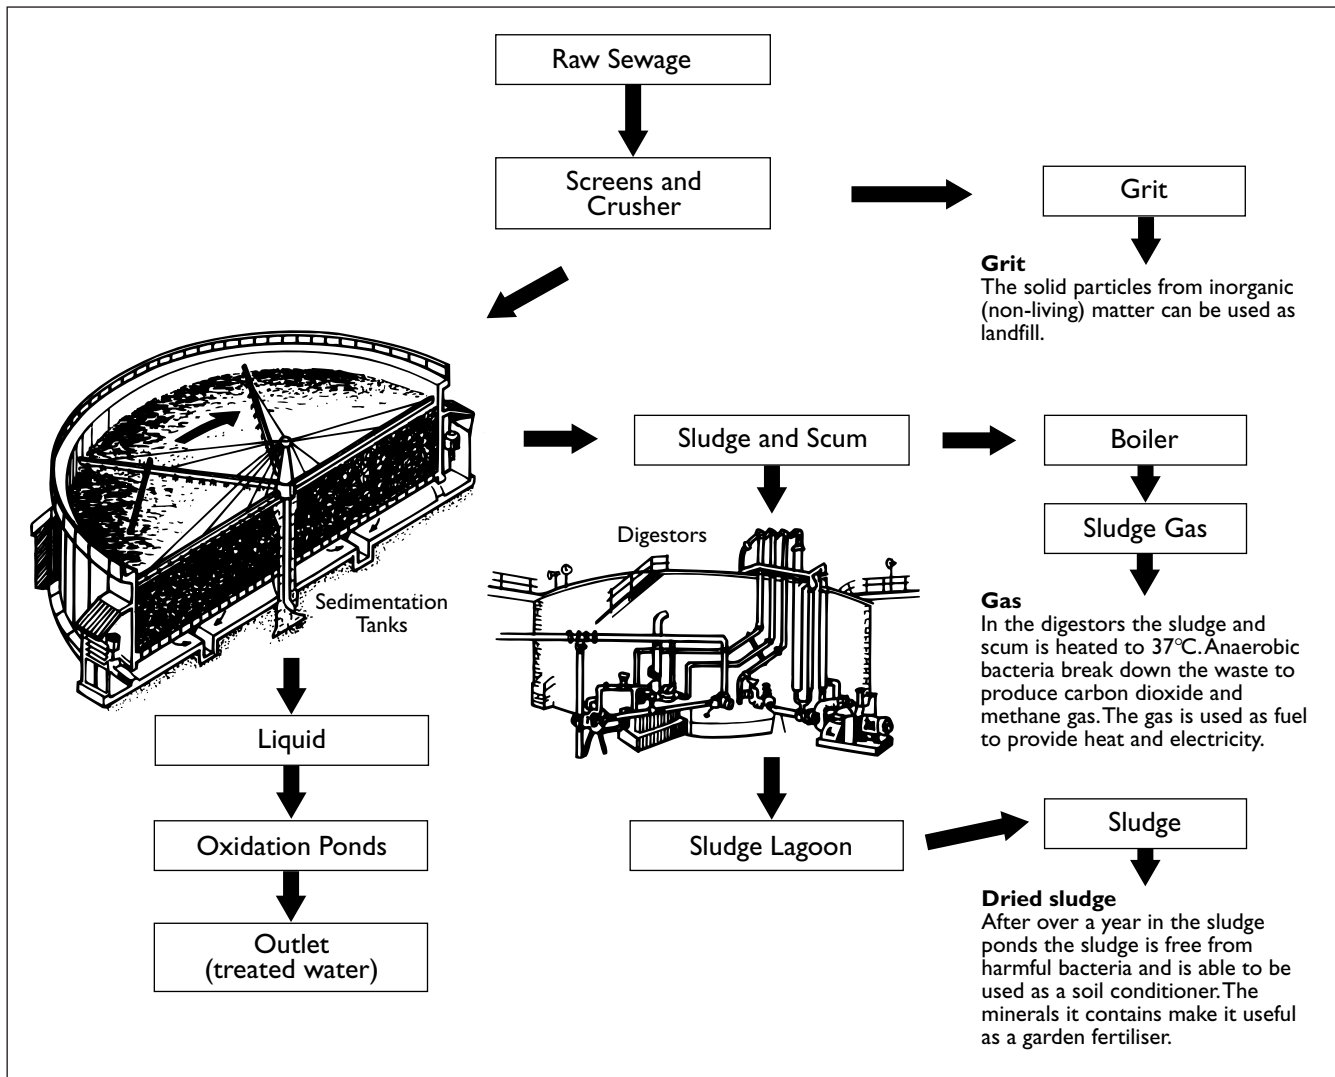 Raw Sewage
Screens and
Crusher
Grit
Grit
The solid particles from inorganic
(non-living) matter can be used as
landfill.
Sludge and Scum
Boiler
Sludge Gas
Digestors
Sedimentation
Tanks
Gas
In the digestors the sludge and
scum is heated to 37°C. Anaerobic
bacteria break down the waste to
produce carbon dioxide and
methane gas. The gas is used as fuel
to provide heat and electricity.
Liquid
Oxidation Ponds
Outlet
(treated water)
Sludge Lagoon
Sludge
Dried sludge
After over a year in the sludge
ponds the sludge is free from
harmful bacteria and is able to be
used as a soil conditioner. The
minerals it contains make it useful
as a garden fertiliser.